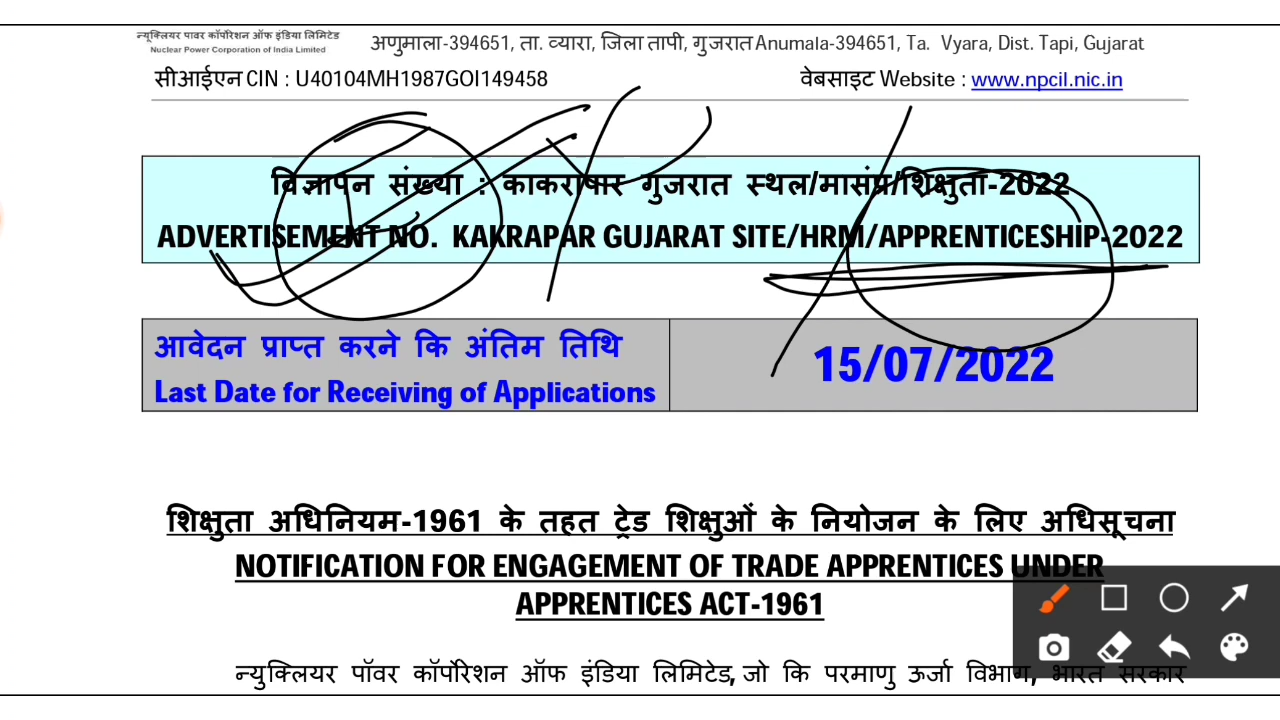 न्यूक्लियर पावर कॉर्पोरेशन ऑफ इंडिया लिमिटेड
Nuclear Power Corporation of India Limited
अणुमाला-394651, ता. व्यारा, जिला तापी, गुजरात Anumala-394651, Ta. Vyara, Dist. Tapi, Gujarat
सीआईएन CIN : U40104MH1987GOI149458 वेबसाइट Website : www.npcil.nic.in
विज्ञापन संख्या : काकरापार गुजरात स्थल/मासंप्र/शिक्षुता-2022
ADVERTISEMENT NO. KAKRAPAR GUJARAT SITE/HRM/APPRENTICESHIP-2022
आवेदन प्राप्त करने कि अंतिम तिथि
Last Date for Receiving of Applications
15/07/2022
शिक्षुता अधिनियम-1961 के तहत ट्रेड शिक्षुओं के नियोजन के लिए अधिसूचना
NOTIFICATION FOR ENGAGEMENT OF TRADE APPRENTICES UNDER
APPRENTICES ACT-1961
न्युक्लियर पॉवर कॉर्पोरेशन ऑफ इंडिया लिमिटेड, जो कि परमाणु ऊर्जा विभाग, भारत सरकार